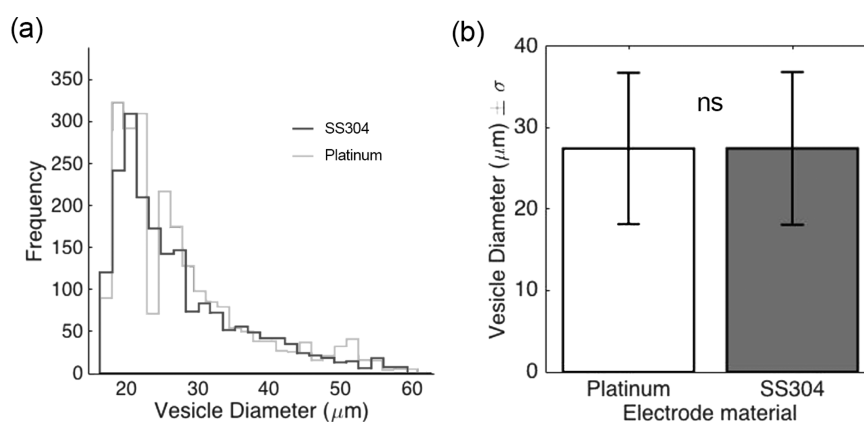 (a)
Frequency
350
300
250
200
150
100
50
0
SS304
Platinum
20
30
40
50
60
Vesicle Diameter (μm)
(b)
Vesicle Diameter (μm) ± σ
40
30
20
10
0
ns
Platinum
SS304
Electrode material